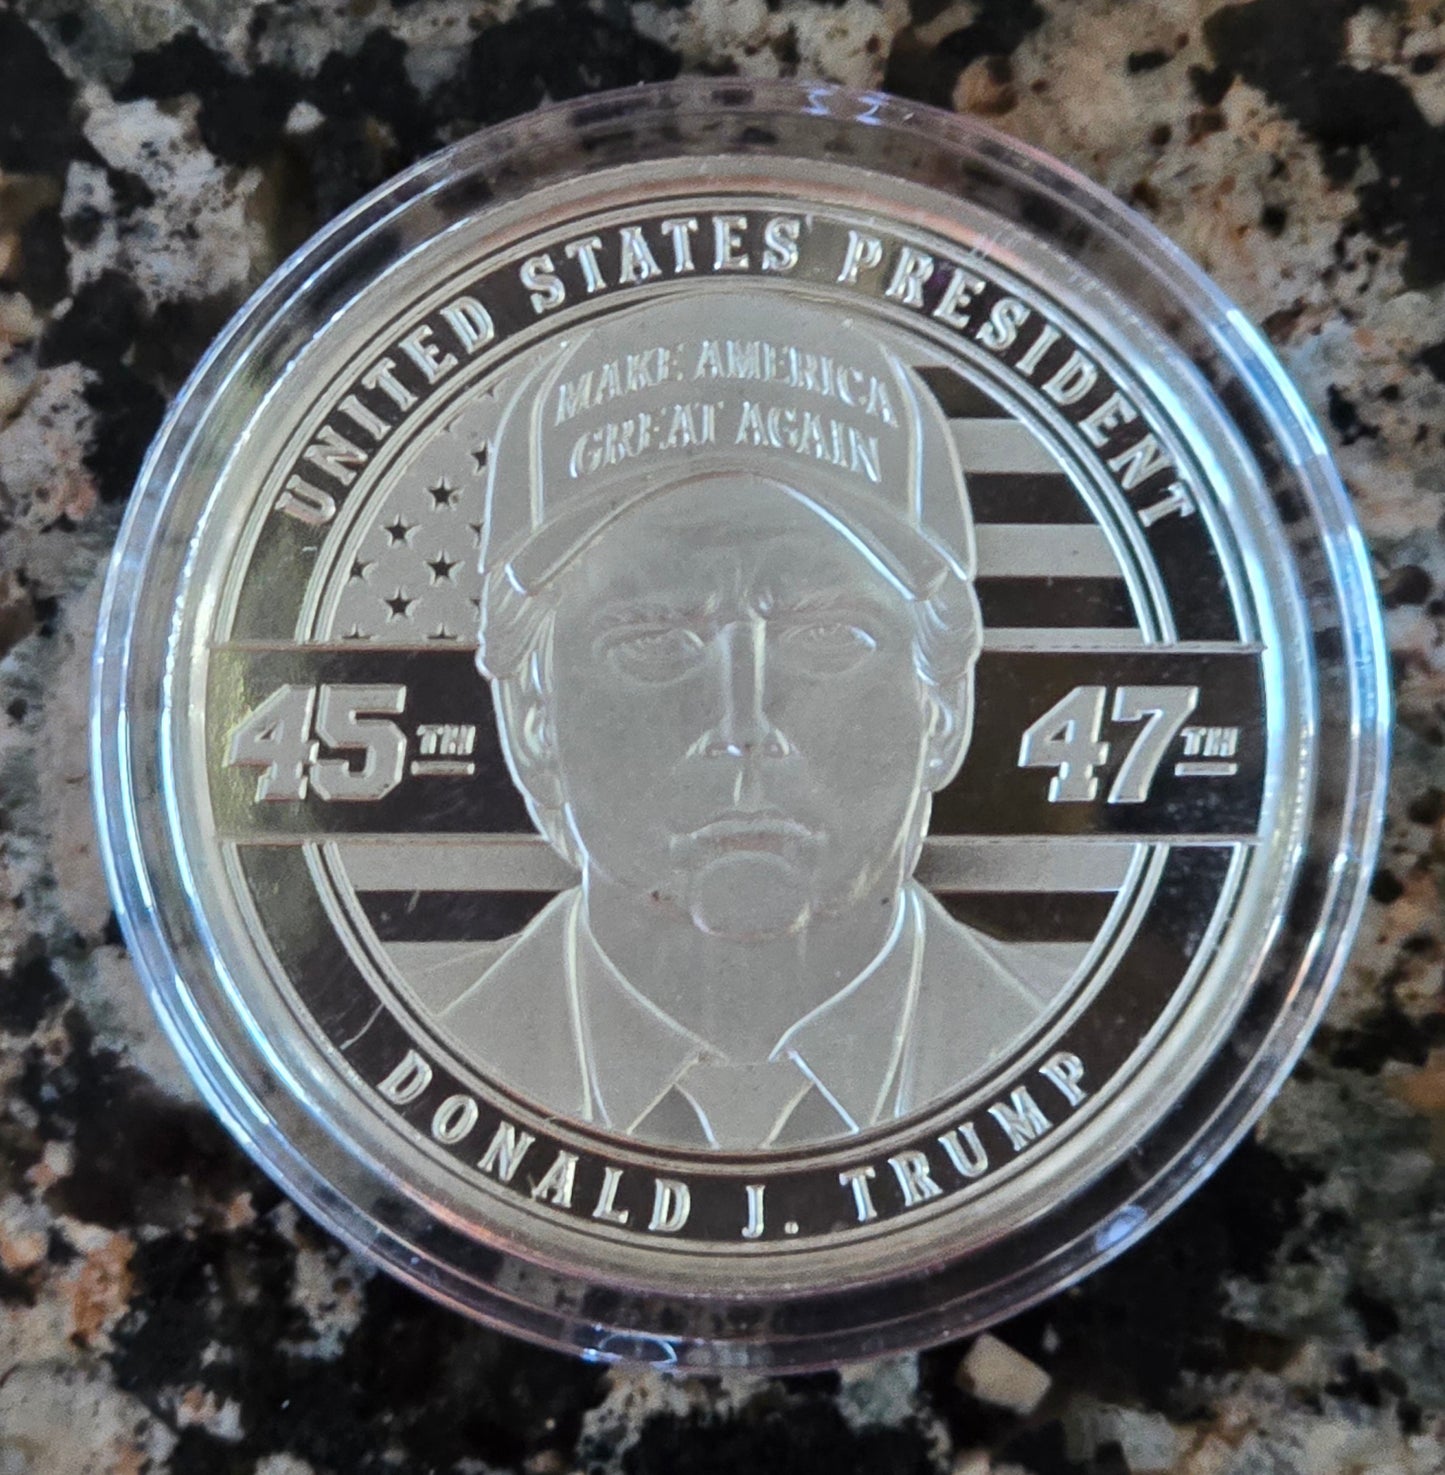 UNITED STATES PRESIDENT
MAKE AMERICA
GREAT AGAIN
45TH
47TH
DONALD J. TRUMP